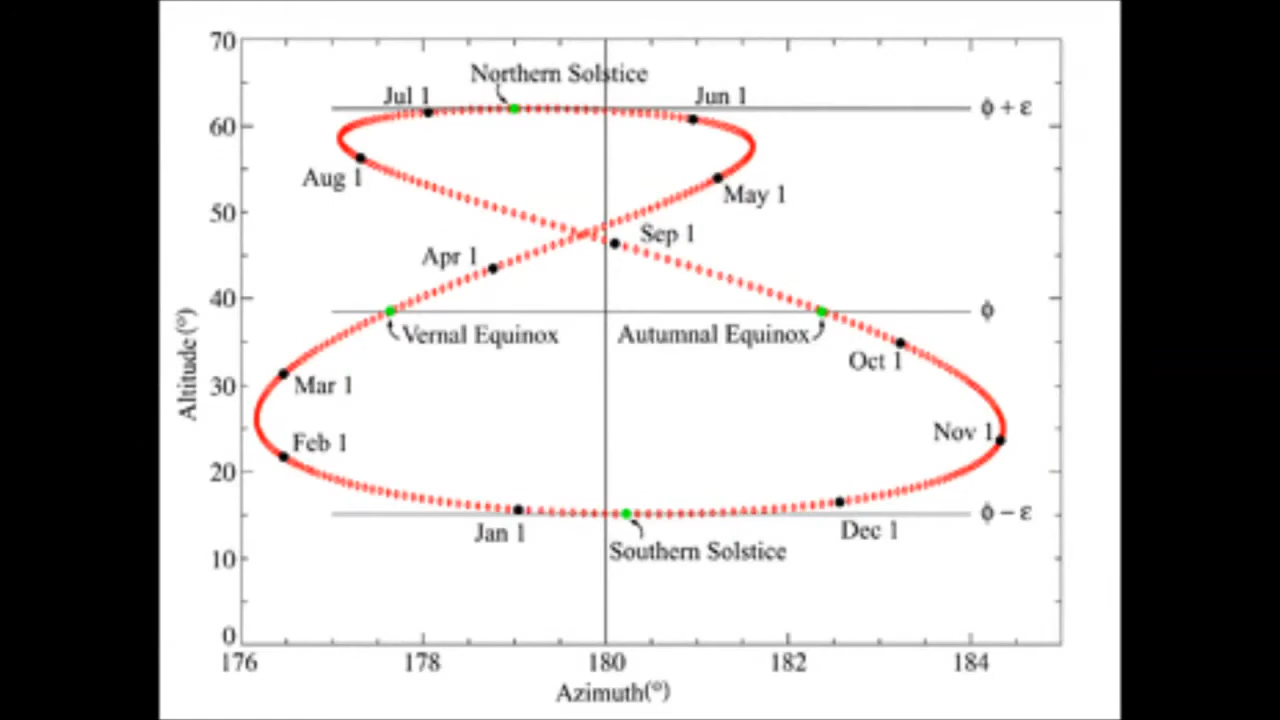 70
Northern Solstice
Jul 1
Jun 1
ϕ + ε
60
Aug 1
May 1
50
Sep 1
Apr 1
40
ϕ
Vernal Equinox
Autumnal Equinox
Oct 1
Altitude(°)
30
Mar 1
Feb 1
Nov 1
20
ϕ − ε
Jan 1
Dec 1
Southern Solstice
10
0
176
178
180
182
184
Azimuth(°)